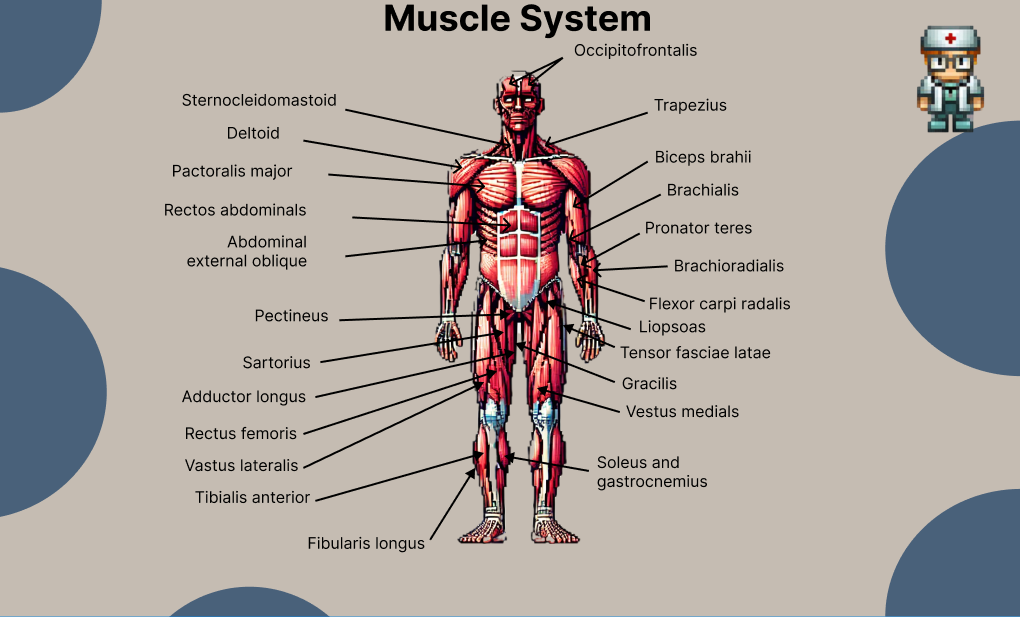 Muscle System
Occipitofrontalis
Sternocleidomastoid
Trapezius
Deltoid
Biceps brahii
Pactoralis major
Brachialis
Rectos abdominals
Pronator teres
Abdominal
external oblique
Brachioradialis
Flexor carpi radalis
Pectineus
Liopsoas
Tensor fasciae latae
Sartorius
Gracilis
Adductor longus
Vestus medials
Rectus femoris
Vastus lateralis
Soleus and
gastrocnemius
Tibialis anterior
Fibularis longus